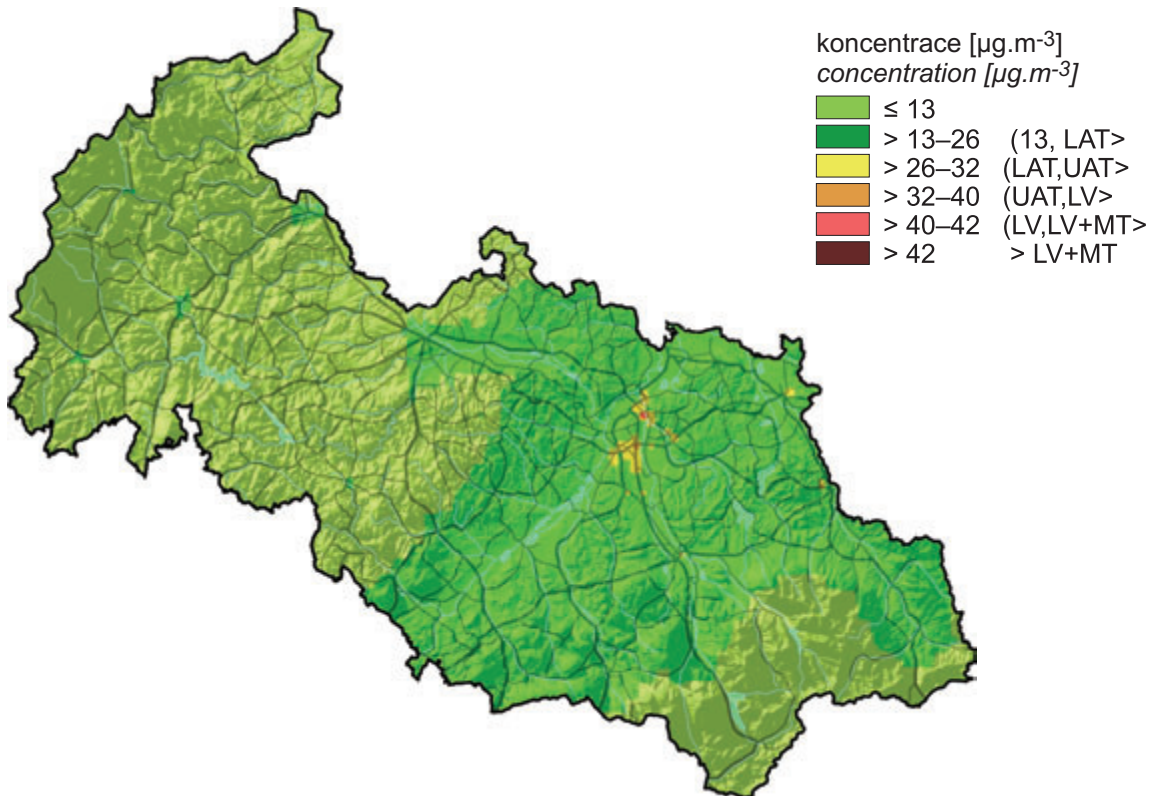 koncentrace [µg.m-3]
concentration [µg.m-3]
≤ 13
> 13–26 (13, LAT>
> 26–32 (LAT,UAT>
> 32–40 (UAT,LV>
> 40–42 (LV,LV+MT>
> 42 > LV+MT